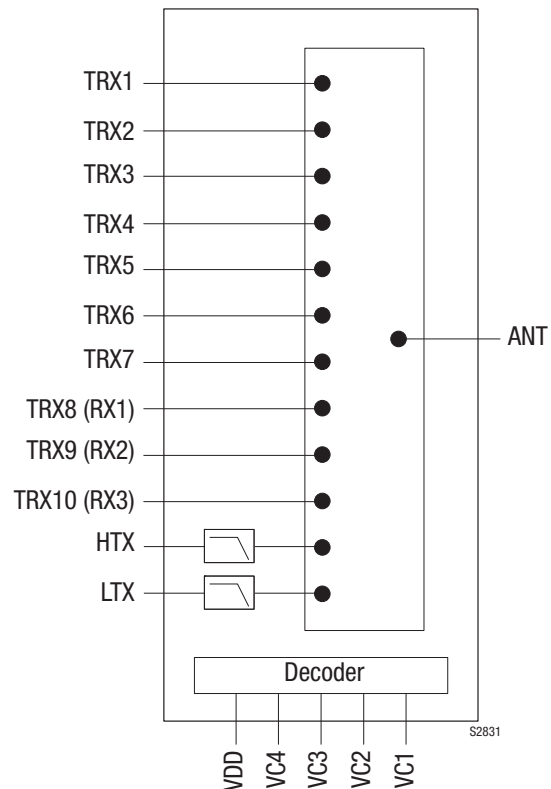 TRX1
TRX2
TRX3
TRX4
TRX5
TRX6
TRX7
ANT
TRX8 (RX1)
TRX9 (RX2)
TRX10 (RX3)
HTX
LTX
Decoder
S2831
VDD
VC4
VC3
VC2
VC1